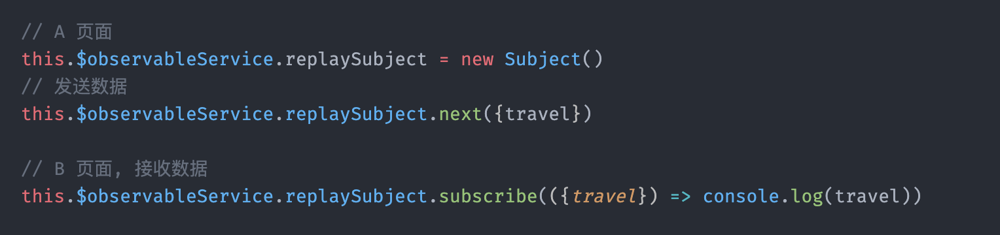 // A 页面
this.$observableService.replaySubject = new Subject()
// 发送数据
this.$observableService.replaySubject.next({travel})
// B 页面, 接收数据
this.$observableService.replaySubject.subscribe(({travel}) => console.log(travel))